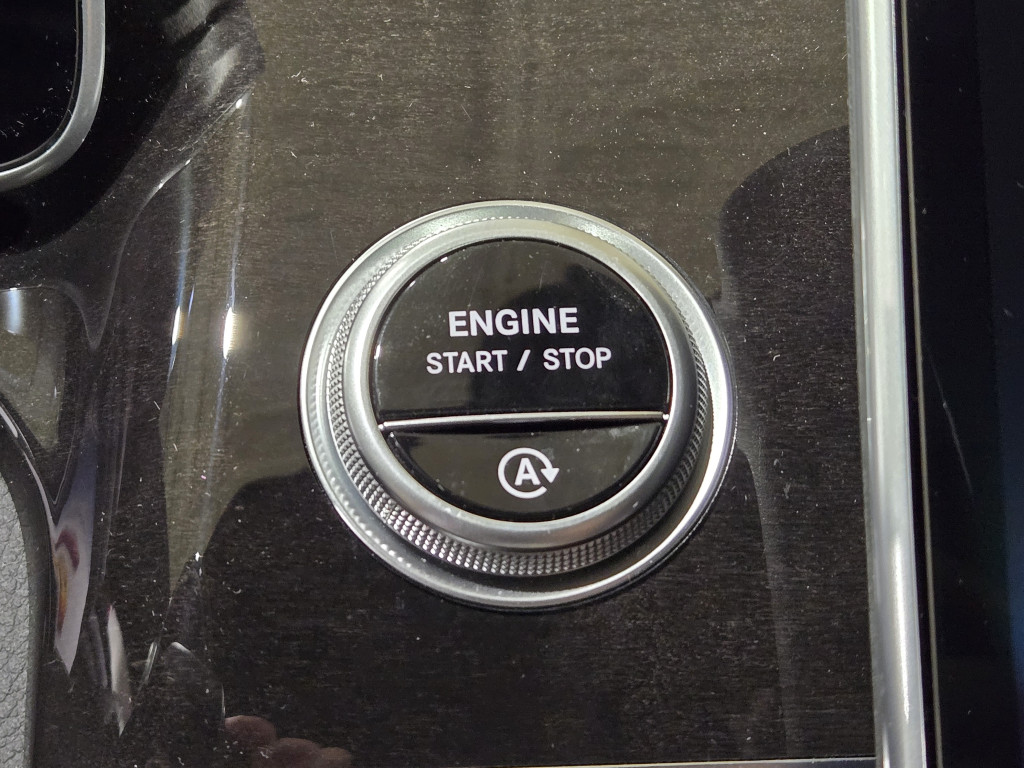 ENGINE
START / STOP
A